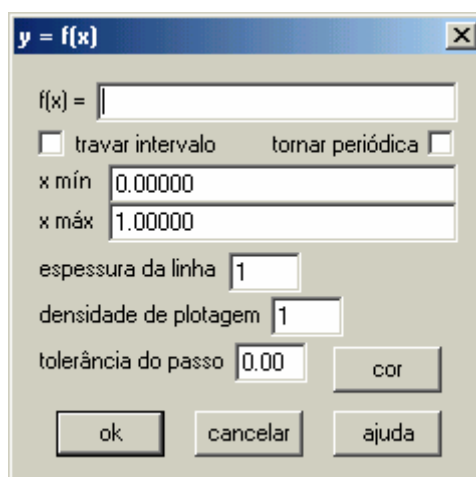 y = f(x)
f(x) =
travar intervalo tornar periódica
x mín 0.00000
x máx 1.00000
espessura da linha 1
densidade de plotagem 1
tolerância do passo 0.00 cor
ok cancelar ajuda